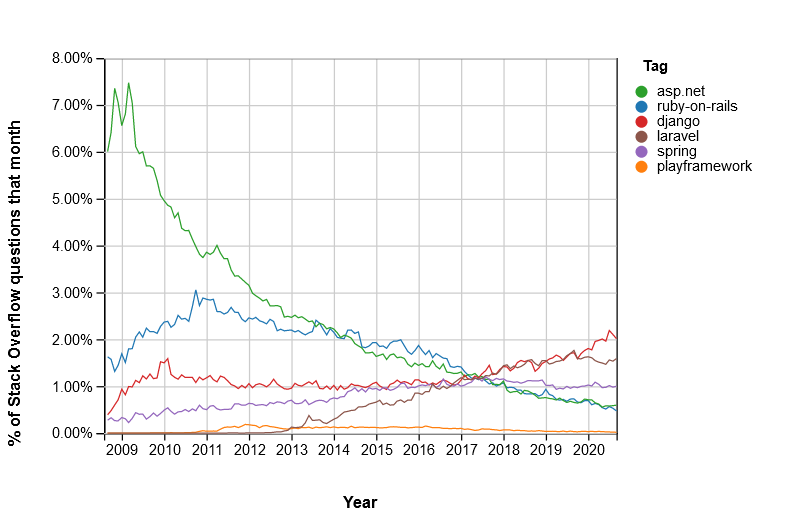 % of Stack Overflow questions that month
8.00%
7.00%
6.00%
5.00%
4.00%
3.00%
2.00%
1.00%
0.00%
2009 2010 2011 2012 2013 2014 2015 2016 2017 2018 2019 2020
Year
Tag
asp.net
ruby-on-rails
django
laravel
spring
playframework